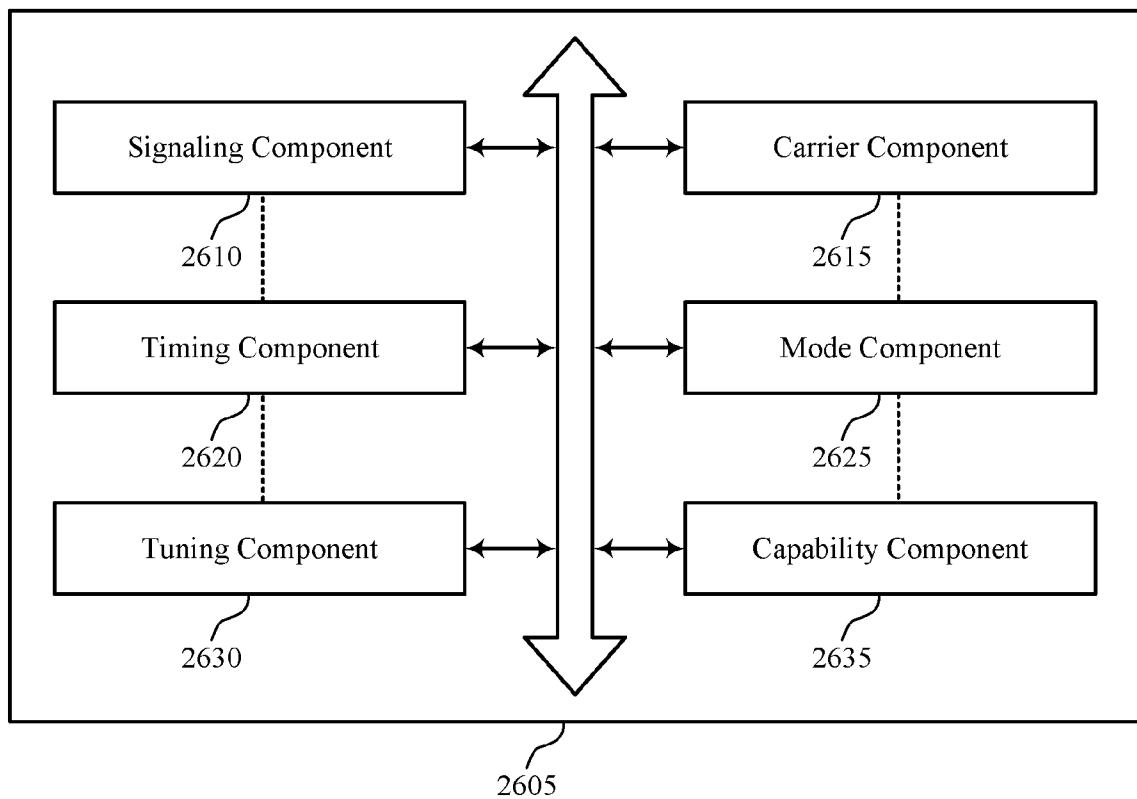 Signaling Component
Carrier Component
2610
2615
Timing Component
Mode Component
2620
2625
Tuning Component
Capability Component
2630
2635
2605